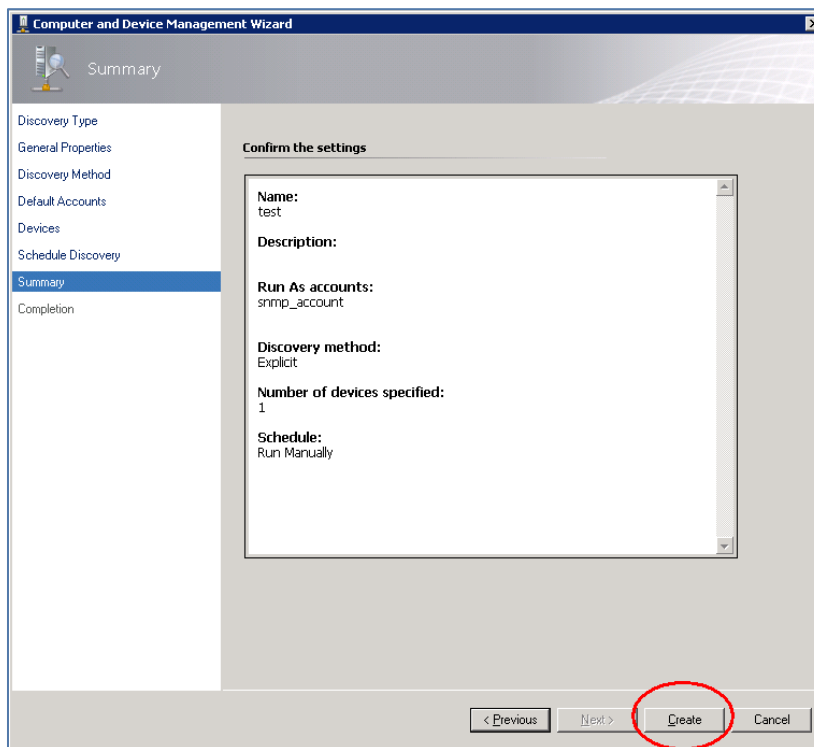 Computer and Device Management Wizard
Summary
Discovery Type
General Properties
Discovery Method
Default Accounts
Devices
Schedule Discovery
Summary
Completion
Confirm the settings
Name:
test
Description:
Run As accounts:
snmp_account
Discovery method:
Explicit
Number of devices specified:
1
Schedule:
Run Manually
< Previous
Next >
Create
Cancel